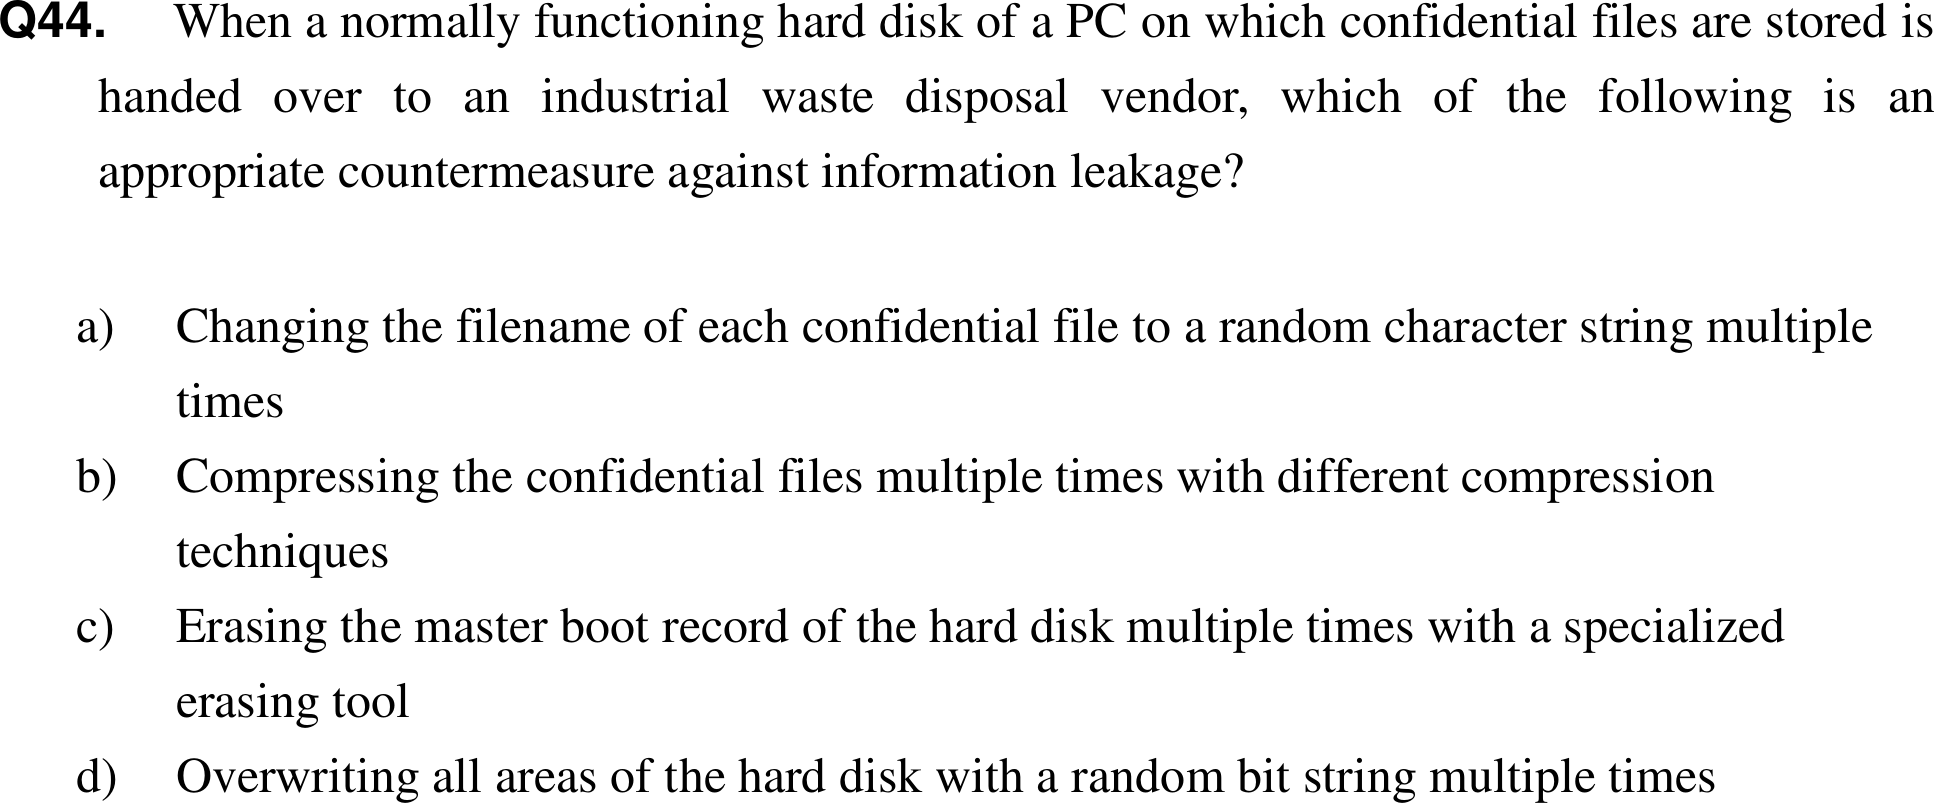 Q44. When a normally functioning hard disk of a PC on which confidential files are stored is
handed over to an industrial waste disposal vendor, which of the following is an
appropriate countermeasure against information leakage?
a) Changing the filename of each confidential file to a random character string multiple
times
b) Compressing the confidential files multiple times with different compression
techniques
c) Erasing the master boot record of the hard disk multiple times with a specialized
erasing tool
d) Overwriting all areas of the hard disk with a random bit string multiple times